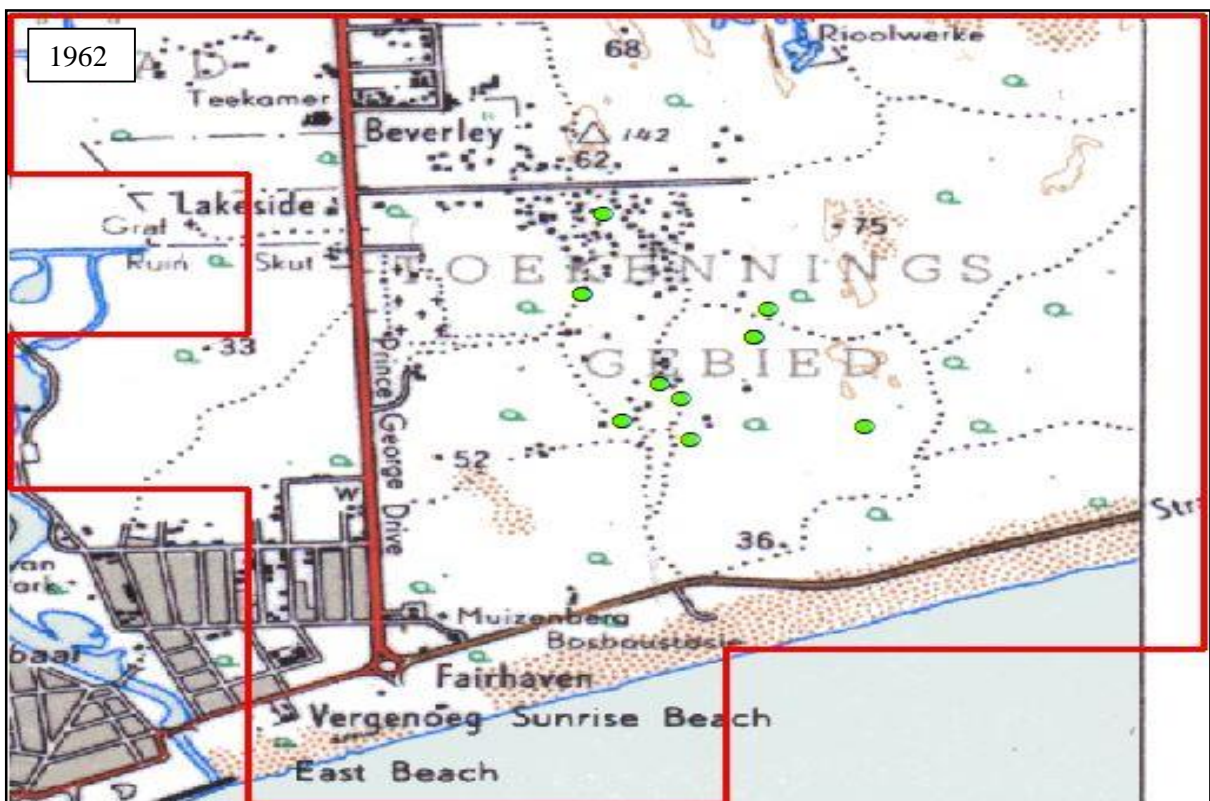 1962
A D
68
Rioolwerke
Teekamer
Beverley
142
62
Lakeside
Graf
75
Ruin
Skut
TOEKENNINGS
33
GEBIED
Prince George Drive
52
W
36
Str
Muizenberg
Bosboustasie
Fairhaven
Vergenoeg
Sunrise Beach
East Beach